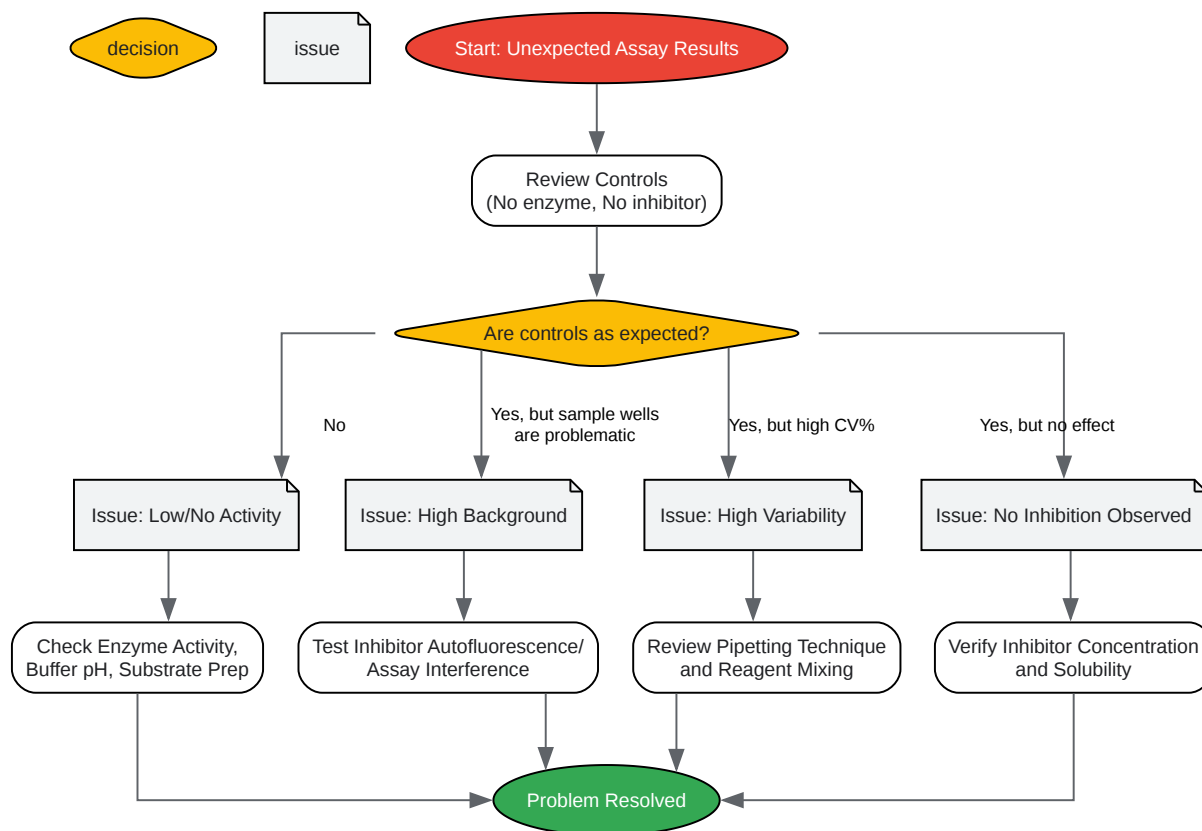 decision
issue
Start: Unexpected Assay Results
Review Controls
(No enzyme, No inhibitor)
Are controls as expected?
No
Yes, but sample wells
are problematic
Yes, but high CV%
Yes, but no effect
Issue: Low/No Activity
Issue: High Background
Issue: High Variability
Issue: No Inhibition Observed
Check Enzyme Activity,
Buffer pH, Substrate Prep
Test Inhibitor Autofluorescence/
Assay Interference
Review Pipetting Technique
and Reagent Mixing
Verify Inhibitor Concentration
and Solubility
Problem Resolved